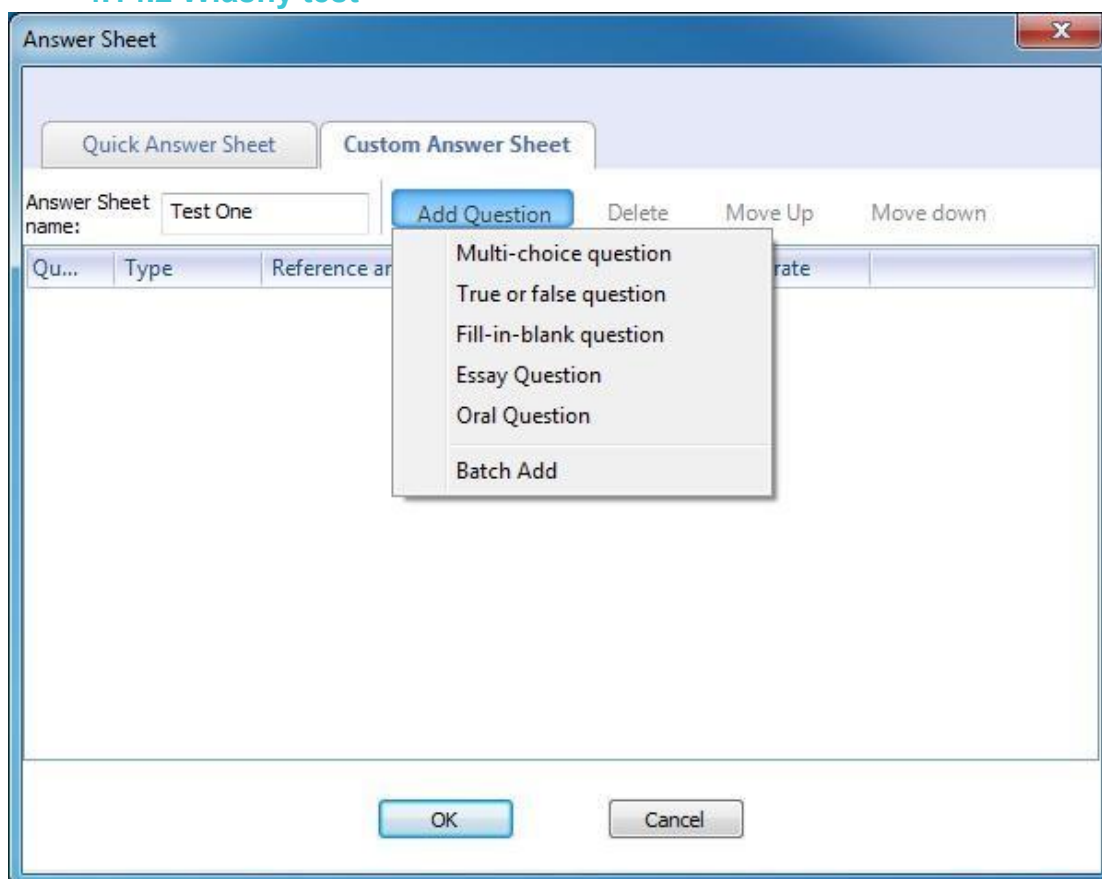 Answer Sheet
Quick Answer Sheet Custom Answer Sheet
Answer Sheet
name: Test One Add Question Delete Move Up Move down
Qu... Type Reference rate
Multi-choice question
True or false question
Fill-in-blank question
Essay Question
Oral Question
Batch Add
OK Cancel